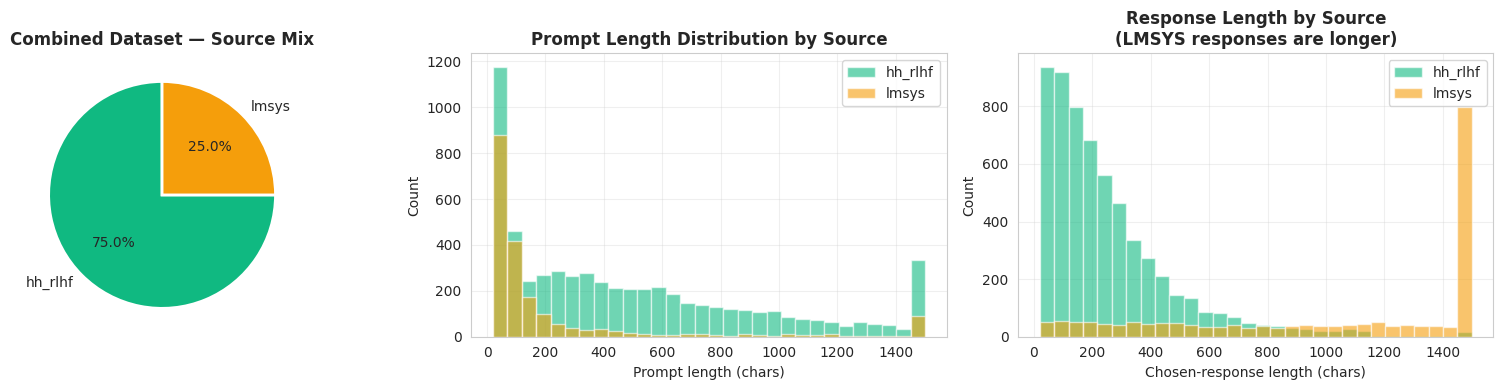 Combined Dataset — Source Mix
lmsys
25.0%
75.0%
hh_rlhf
Prompt Length Distribution by Source
hh_rlhf
lmsys
Count
1200
1000
800
600
400
200
0
0 200 400 600 800 1000 1200 1400
Prompt length (chars)
Response Length by Source
(LMSYS responses are longer)
hh_rlhf
lmsys
Count
800
600
400
200
0
0 200 400 600 800 1000 1200 1400
Chosen-response length (chars)